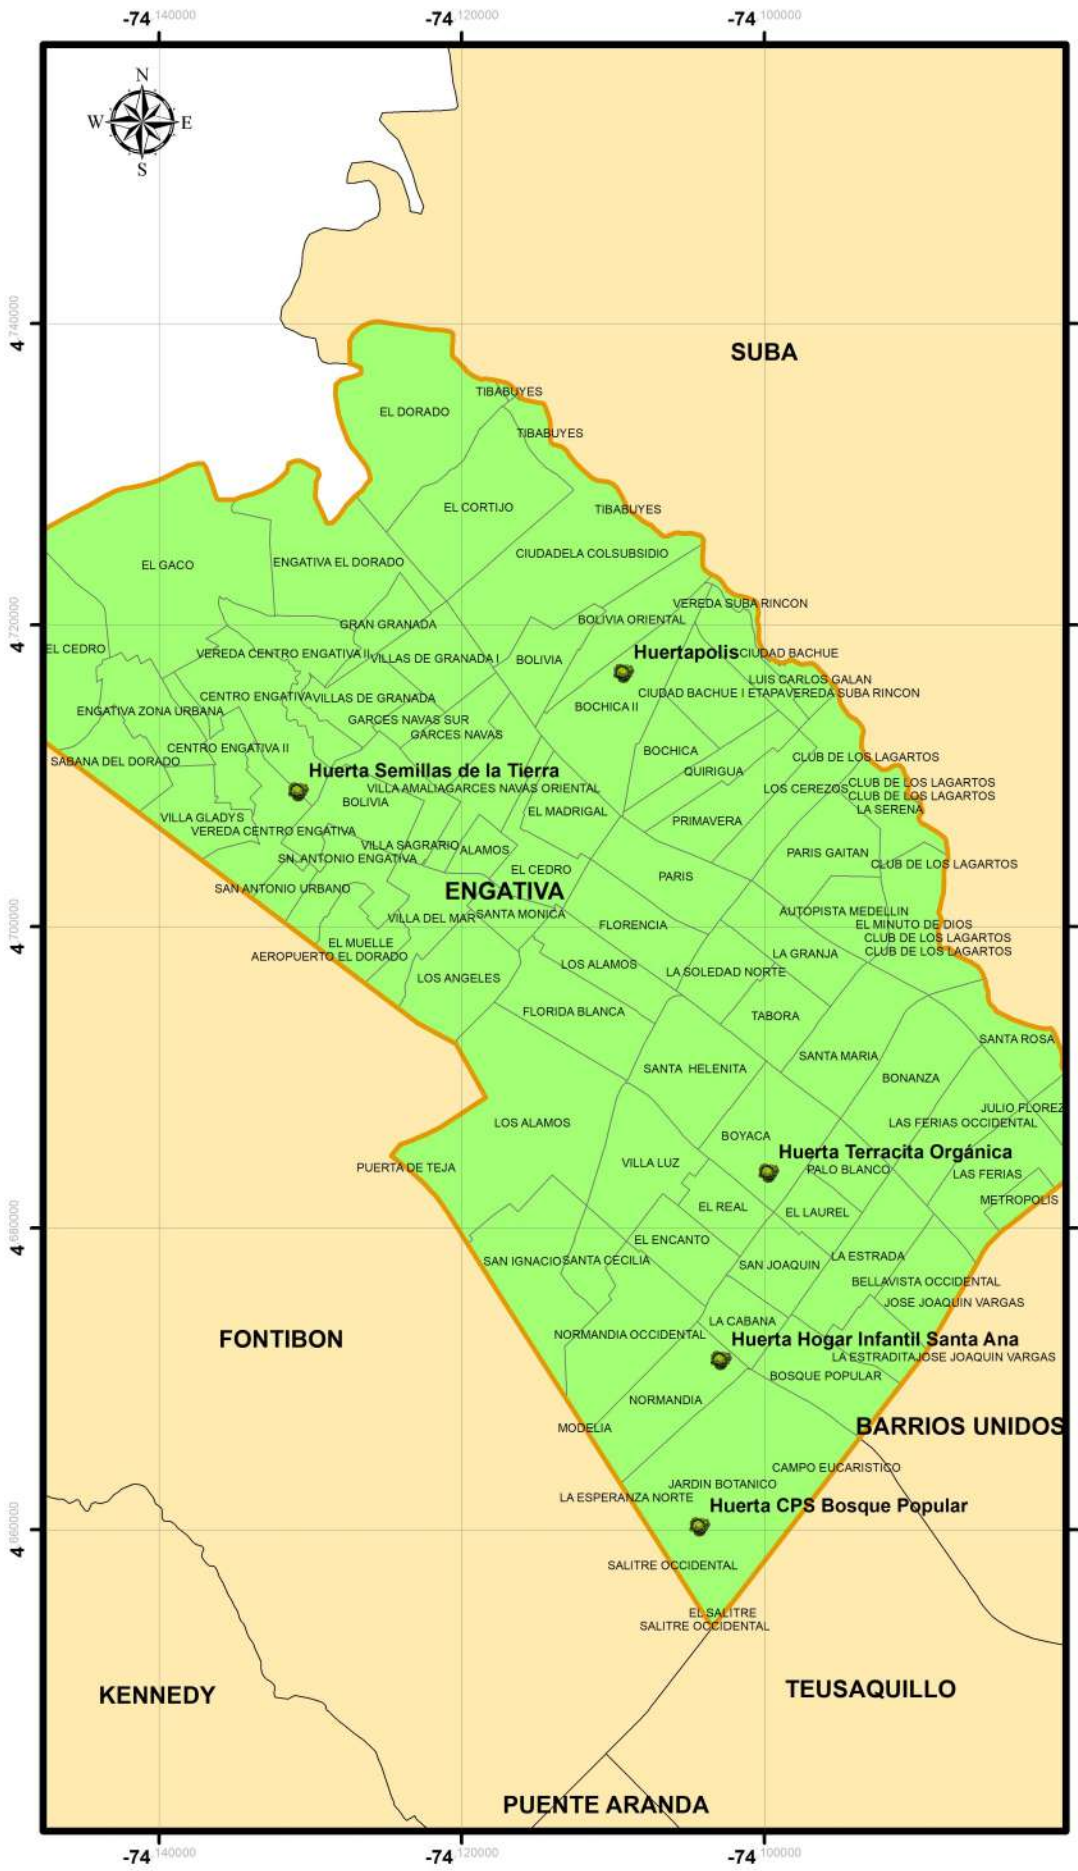 -74 140000
-74 120000
-74 100000
N
W
E
S
4 740000
SUBA
TIBABUYES
EL DORADO
TIBABUYES
EL CORTIJO
TIBABUYES
CIUDADELA COLSUBSIDIO
ENGATIVA EL DORADO
EL GACO
VEREDA SUBA RINCON
4 720000
BOLIVIA ORIENTAL
GRAN GRANADA
EL CEDRO
VEREDA CENTRO ENGATIVA II
VILLAS DE GRANADA I
BOLIVIA
Huertapolis
CIUDAD BACHUE
LUIS CARLOS GALAN
CENTRO ENGATIVA
VILLAS DE GRANADA
CIUDAD BACHUE I ETAPA
VEREDA SUBA RINCON
ENGATIVA ZONA URBANA
BOCHICA II
GARCES NAVAS SUR
GARCES NAVAS
CENTRO ENGATIVA II
BOCHICA
CLUB DE LOS LAGARTOS
SABANA DEL DORADO
Huerta Semillas de la Tierra
QUIRIGUA
CLUB DE LOS LAGARTOS
VILLA AMALIA
GARCES NAVAS ORIENTAL
LOS CEREZOS
CLUB DE LOS LAGARTOS
BOLIVIA
EL MADRIGAL
LA SERENA
VILLA GLADYS
PRIMAVERA
VEREDA CENTRO ENGATIVA
VILLA SAGRARIO
ALAMOS
PARIS GAITAN
SN. ANTONIO ENGATIVA
EL CEDRO
CLUB DE LOS LAGARTOS
SAN ANTONIO URBANO
ENGATIVA
PARIS
VILLA DEL MAR
SANTA MONICA
AUTOPISTA MEDELLIN
4 700000
FLORENCIA
EL MINUTO DE DIOS
EL MUELLE
CLUB DE LOS LAGARTOS
AEROPUERTO EL DORADO
LA GRANJA
CLUB DE LOS LAGARTOS
LOS ANGELES
LOS ALAMOS
LA SOLEDAD NORTE
FLORIDA BLANCA
TABORA
SANTA ROSA
SANTA HELENITA
SANTA MARIA
BONANZA
JULIO FLOREZ
LOS ALAMOS
LAS FERIAS OCCIDENTAL
BOYACA
Huerta Terracita Orgánica
PUERTA DE TEJA
VILLA LUZ
PALO BLANCO
LAS FERIAS
METROPOLIS
EL REAL
EL LAUREL
4 680000
EL ENCANTO
SAN IGNACIO
SANTA CECILIA
SAN JOAQUIN
LA ESTRADA
BELLAVISTA OCCIDENTAL
JOSE JOAQUIN VARGAS
LA CABANA
FONTIBON
NORMANDIA OCCIDENTAL
Huerta Hogar Infantil Santa Ana
LA ESTRADITA
JOSE JOAQUIN VARGAS
BOSQUE POPULAR
NORMANDIA
MODELIA
BARRIOS UNIDOS
CAMPO EUCARISTICO
JARDIN BOTANICO
LA ESPERANZA NORTE
Huerta CPS Bosque Popular
4 660000
SALITRE OCCIDENTAL
EL SALITRE
SALITRE OCCIDENTAL
KENNEDY
TEUSAQUILLO
PUENTE ARANDA
-74 140000
-74 120000
-74 100000